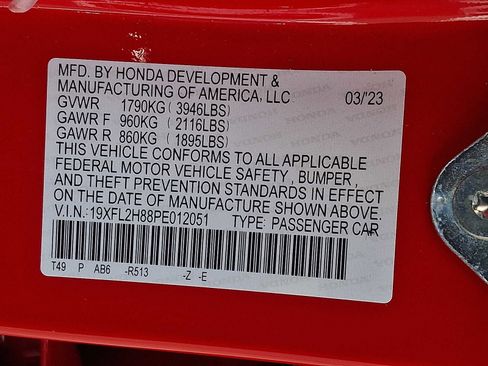 MFD. BY HONDA DEVELOPMENT &
MANUFACTURING OF AMERICA, LLC 03/'23
GVWR 1790KG ( 3946LBS)
GAWR F 960KG ( 2116LBS)
GAWR R 860KG ( 1895LBS)
THIS VEHICLE CONFORMS TO ALL APPLICABLE
FEDERAL MOTOR VEHICLE SAFETY , BUMPER ,
AND THEFT PREVENTION STANDARDS IN EFFECT
ON THE DATE OF MANUFACTURE SHOWN ABOVE.
V.I.N.:19XFL2H88PE012051 TYPE: PASSENGER CAR
T49 P AB6 -R513 -Z -E